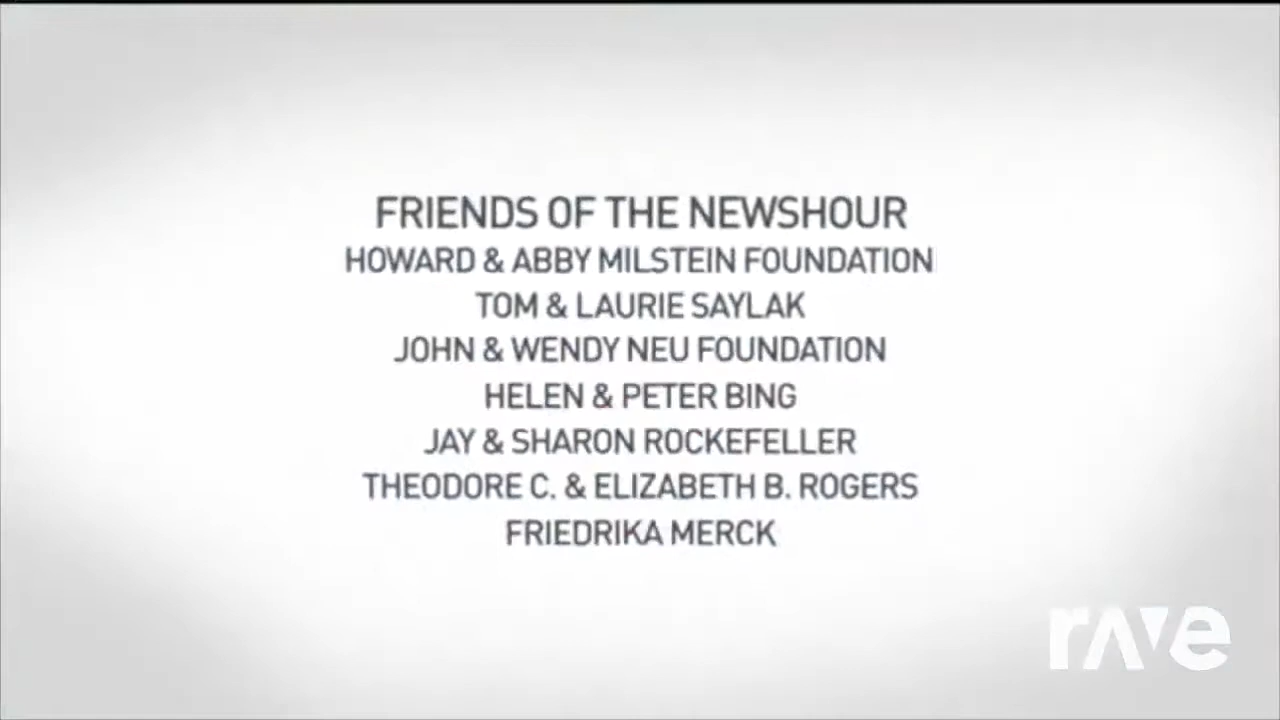 FRIENDS OF THE NEWSHOUR
HOWARD & ABBY MILSTEIN FOUNDATION
TOM & LAURIE SAYLAK
JOHN & WENDY NEU FOUNDATION
HELEN & PETER BING
JAY & SHARON ROCKEFELLER
THEODORE C. & ELIZABETH B. ROGERS
FRIEDRIKA MERCK
rave